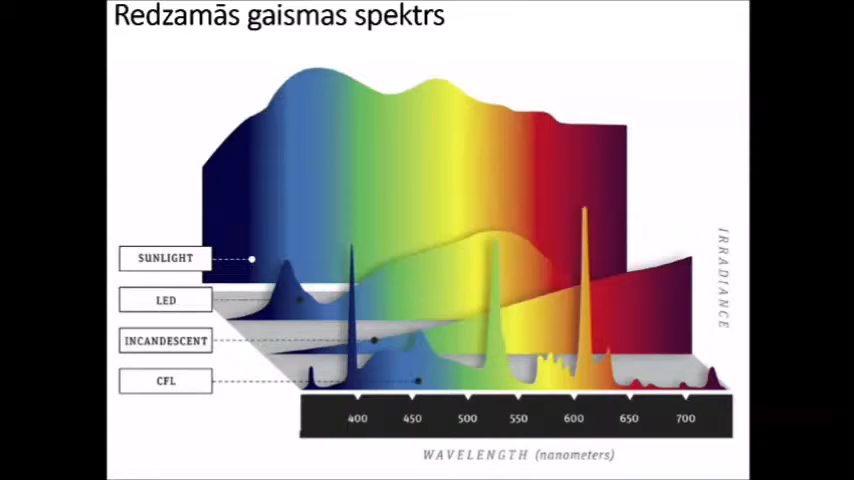 Redzamās gaismas spektrs
SUNLIGHT
LED
INCANDESCENT
CFL
IRRADIANCE
400 450 500 550 600 650 700
WAVELENGTH (nanometers)